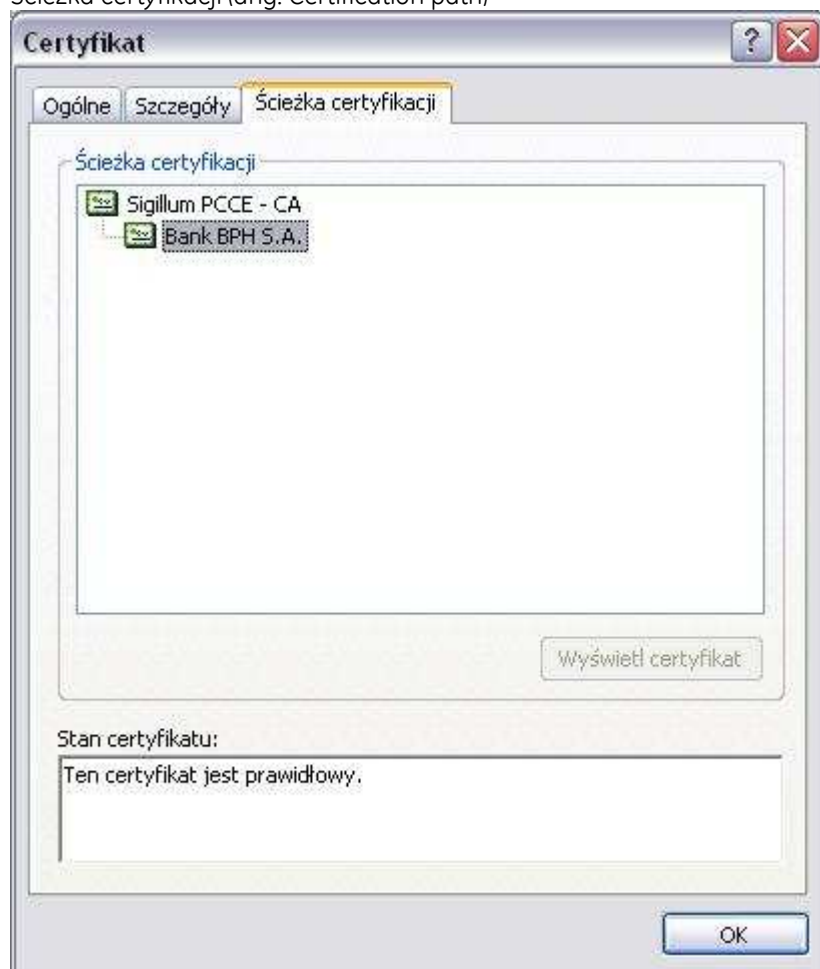 Ścieżka certyfikacji (ang. Certification path)
Certyfikat
Ogólne Szczegóły Ścieżka certyfikacji
Ścieżka certyfikacji
Sigillum PCCE - CA
Bank BPH S.A.
Wyświetl certyfikat
Stan certyfikatu:
Ten certyfikat jest prawidłowy.
OK